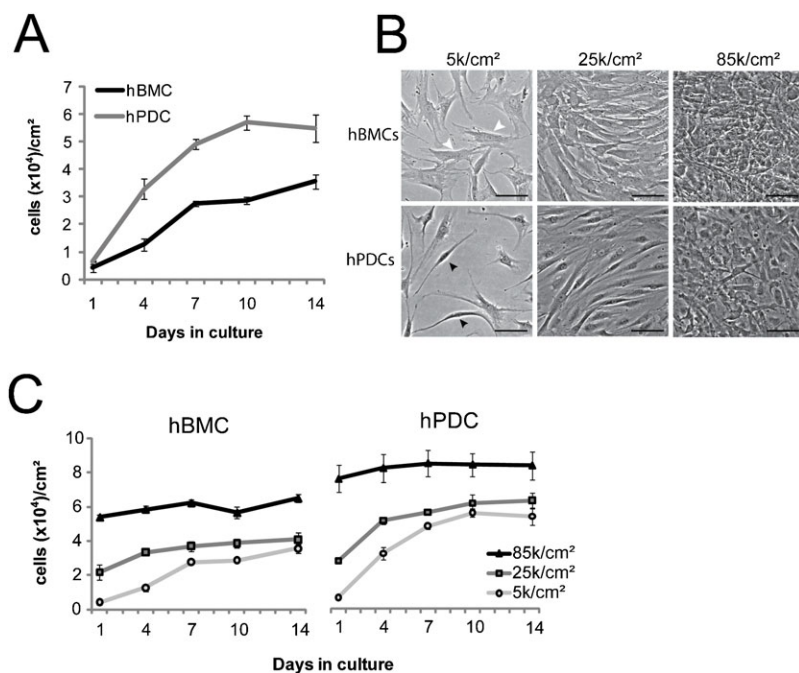 A
hBMC
hPDC
cells (x10⁴)/cm²
7
6
5
4
3
2
1
0
1 4 7 10 14
Days in culture
B
5k/cm² 25k/cm² 85k/cm²
hBMCs
hPDCs
C
hBMC hPDC
cells (x10⁴)/cm²
10
8
6
4
2
0
1 4 7 10 14 1 4 7 10 14
85k/cm²
25k/cm²
5k/cm²
Days in culture